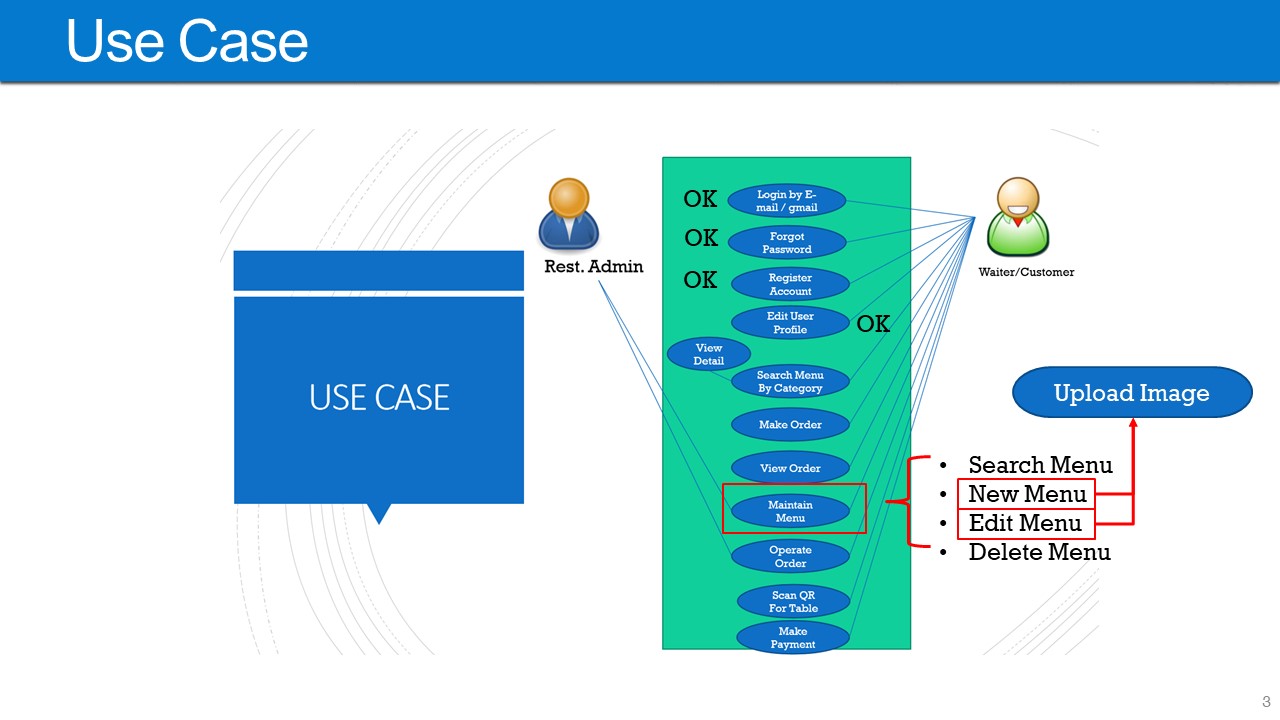 Use Case
USE CASE
Rest. Admin
OK
Login by E-
mail / gmail
OK
Forgot
Password
OK
Register
Account
Edit User
Profile
OK
View
Detail
Search Menu
By Category
Make Order
View Order
Maintain
Menu
Operate
Order
Scan QR
For Table
Make
Payment
Waiter/Customer
Upload Image
• Search Menu
• New Menu
• Edit Menu
• Delete Menu
3